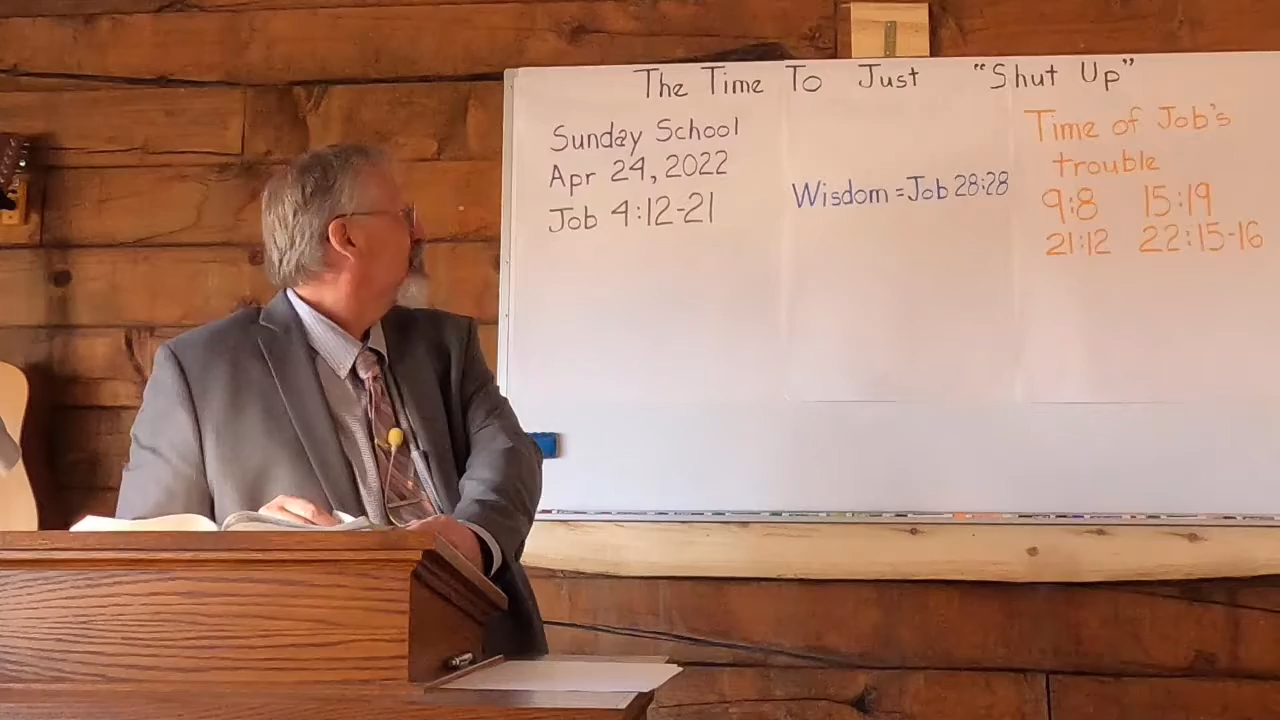 The Time To Just "Shut Up"
Sunday School
Apr 24, 2022
Job 4:12-21
Wisdom = Job 28:28
Time of Job's
trouble
9:8 15:19
21:12 22:15-16